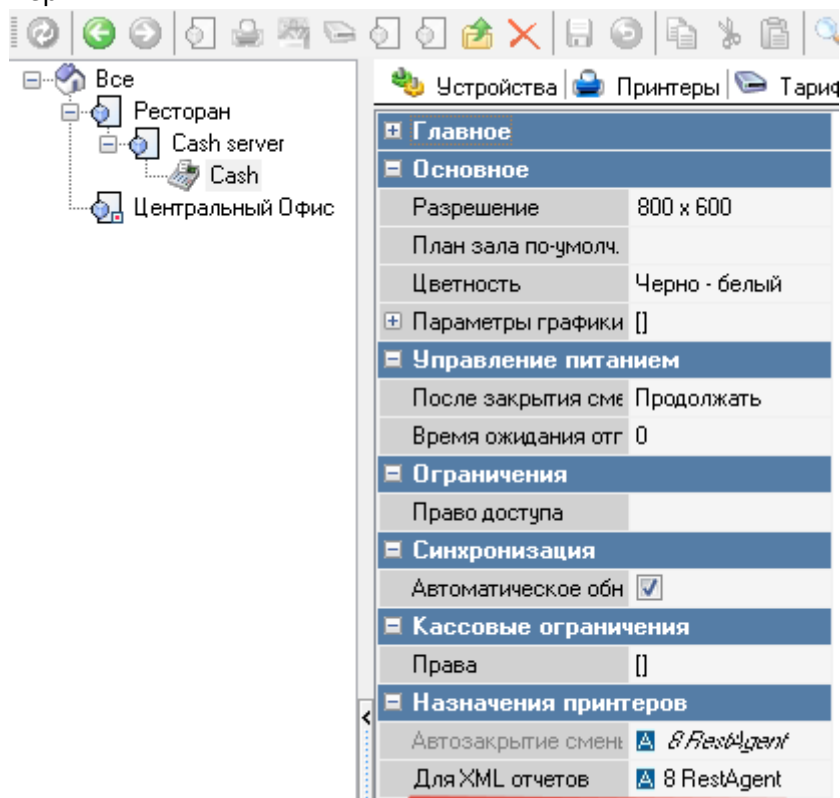 Все
Ресторан
Cash server
Cash
Центральный Офис
Устройства Принтеры Тариф
Главное
Основное
Разрешение 800 x 600
План зала по-умолч.
Цветность Черно - белый
Параметры графики []
Управление питанием
После закрытия сме Продолжать
Время ожидания отг 0
Ограничения
Право доступа
Синхронизация
Автоматическое обн
Кассовые ограничения
Права []
Назначения принтеров
Автозакрытие смены A 8 RestAgent
Для XML отчетов A 8 RestAgent